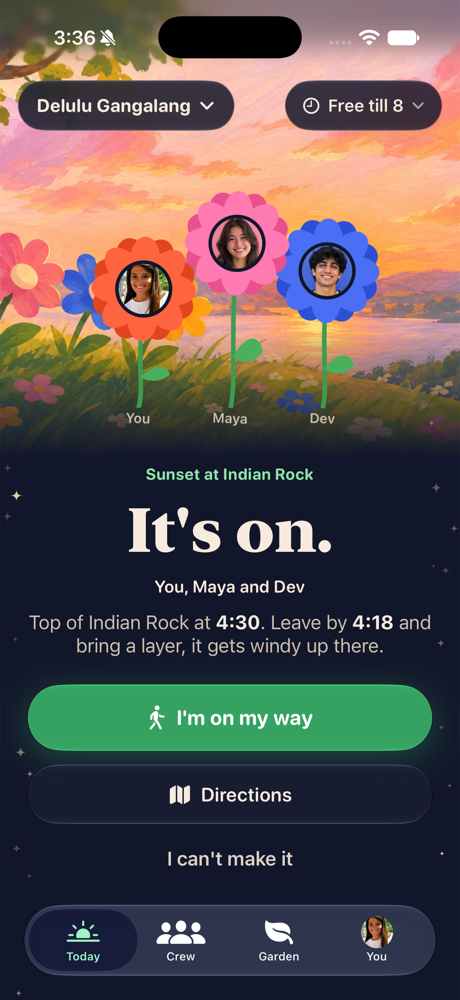 3:36
Delulu Gangalang
Free till 8
You
Maya
Dev
Sunset at Indian Rock
It's on.
You, Maya and Dev
Top of Indian Rock at 4:30. Leave by 4:18 and
bring a layer, it gets windy up there.
I'm on my way
Directions
I can't make it
Today
Crew
Garden
You